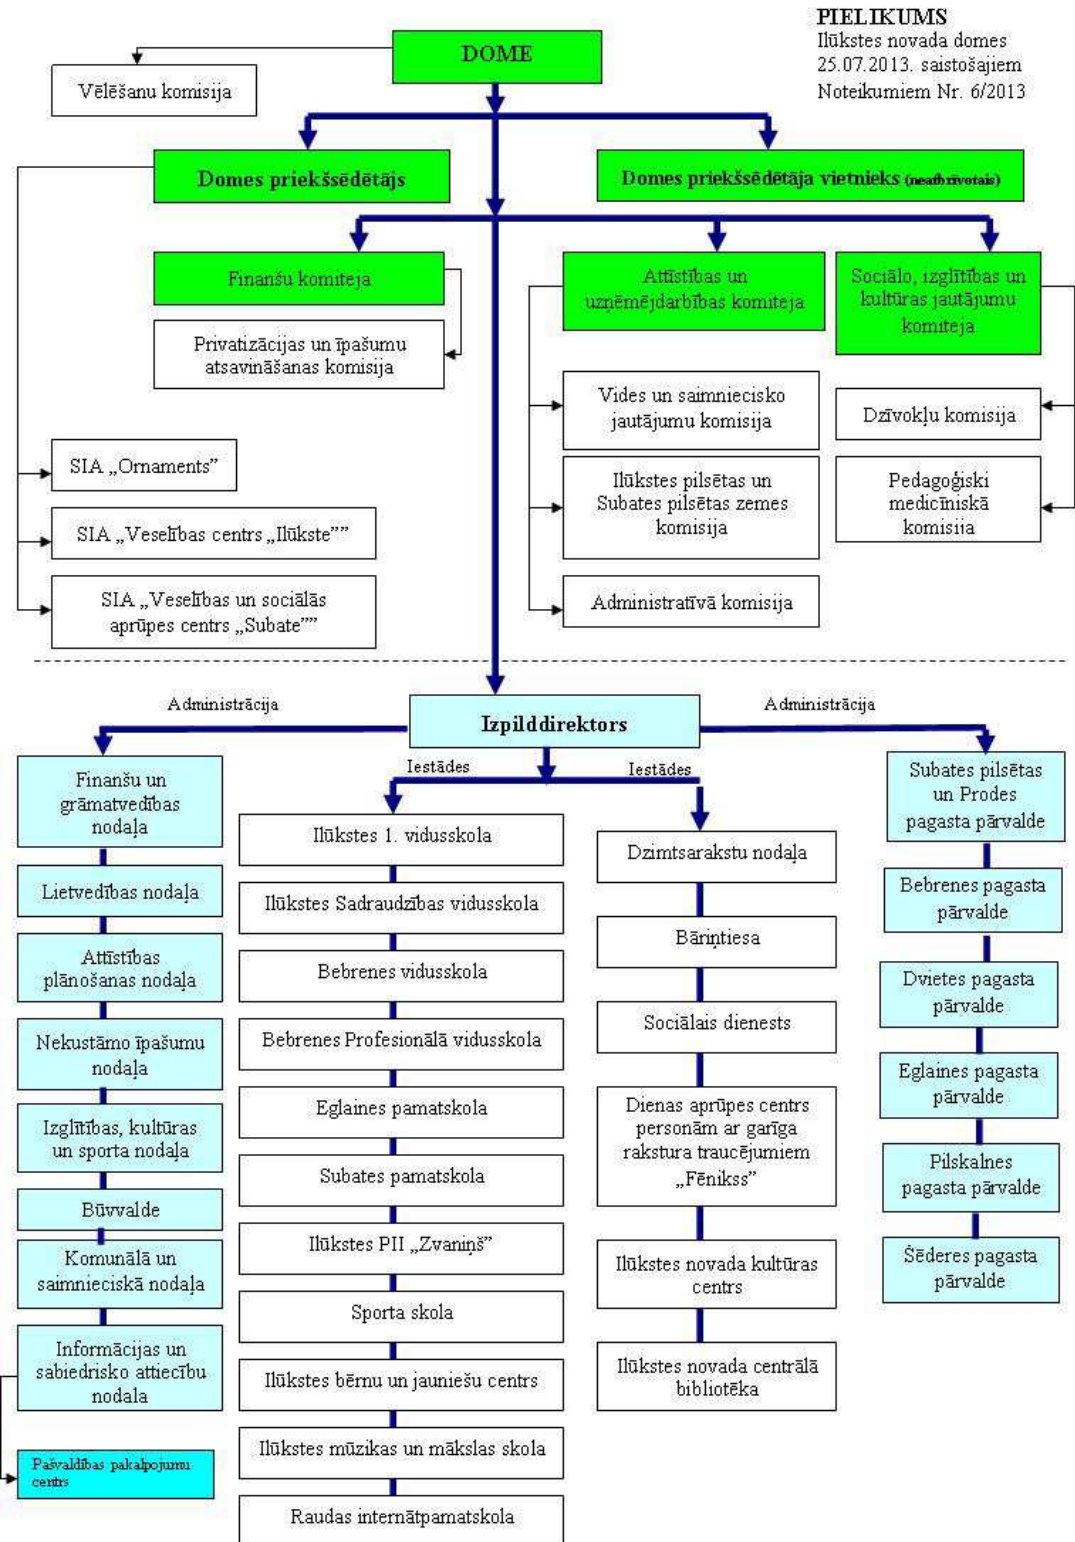 PIELIKUMS
Ilūkstes novada domes
25.07.2013. saistošajiem
Noteikumiem Nr. 6/2013
DOME
Vēlēšanu komisija
Domes priekšsēdētājs
Domes priekšsēdētāja vietnieks (neatbrīvotais)
Finanšu komiteja
Attīstības un
uzņēmējdarbības komiteja
Sociālo, izglītības un
kultūras jautājumu
komiteja
Privatizācijas un īpašumu
atsavināšanas komisija
Vides un saimniecisko
jautājumu komisija
Dzīvokļu komisija
SIA „Ornaments”
Ilūkstes pilsētas un
Subates pilsētas zemes
komisija
Pedagoģiski
medicīniskā
komisija
SIA „Veselības centrs „Ilūkste””
SIA „Veselības un sociālās
aprūpes centrs „Subate””
Administratīvā komisija
Administrācija
Izpilddirektors
Administrācija
Iestādes
Iestādes
Finanšu un
grāmatvedības
nodaļa
Lietvedības nodaļa
Attīstības
plānošanas nodaļa
Nekustāmo īpašumu
nodaļa
Izglītības, kultūras
un sporta nodaļa
Būvvalde
Komunālā un
saimnieciskā nodaļa
Informācijas un
sabiedrisko attiecību
nodala
Pašvaldības pakalpojumu
centrs
Ilūkstes 1. vidusskola
Ilūkstes Sadraudzības vidusskola
Bebrenes vidusskola
Bebrenes Profesionālā vidusskola
Eglaines pamatskola
Subates pamatskola
Ilūkstes PII „Zvaniņš”
Sporta skola
Ilūkstes bērnu un jauniešu centrs
Ilūkstes mūzikas un mākslas skola
Raudas internātpamatskola
Dzimtsarakstu nodaļa
Bāriņtiesa
Sociālais dienests
Dienas aprūpes centrs
personām ar garīga
rakstura traucējumiem
„Fēnikss”
Ilūkstes novada kultūras
centrs
Ilūkstes novada centrālā
bibliotēka
Subates pilsētas
un Prodes
pagasta pārvalde
Bebrenes pagasta
pārvalde
Dvietes pagasta
pārvalde
Eglaines pagasta
pārvalde
Pilskalnes
pagasta pārvalde
Šēderes pagasta
pārvalde